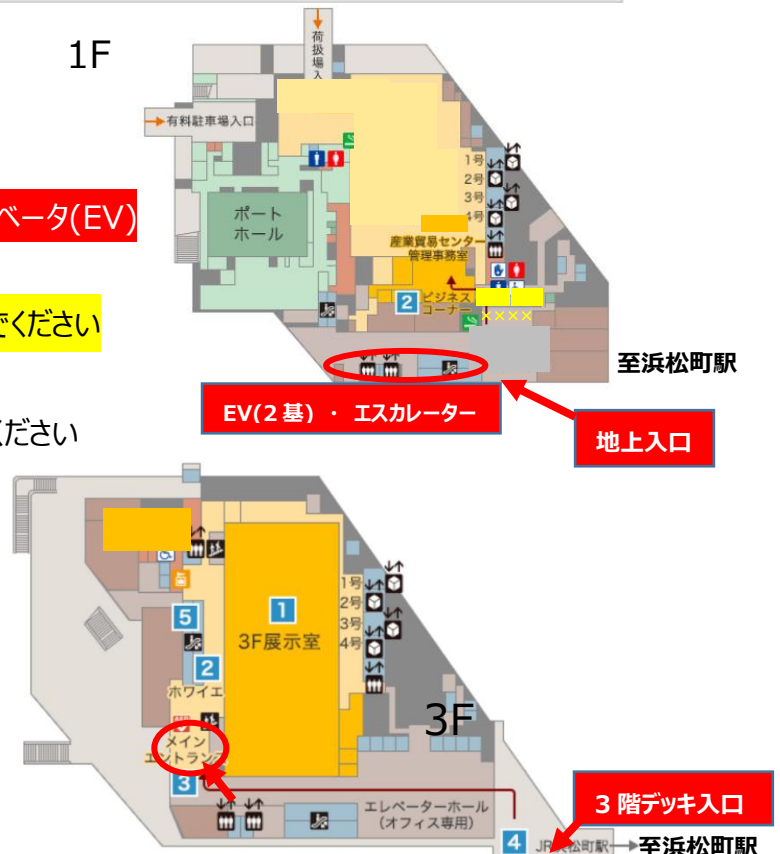 1F
荷扱場入
有料駐車場入口
ベータ(EV)
ポート
ホール
1号
2号
3号
4号
産業貿易センター
管理事務室
2
ビジネス
コーナー
××××
ください
至浜松町駅
EV(2基) ・ エスカレーター
地上入口
ください
1
3F展示室
1号
2号
3号
4号
5
2
ホワイエ
3F
メイン
エントランス
3
エレベーターホール
(オフィス専用)
3階デッキ入口
4
JR浜松町駅
至浜松町駅